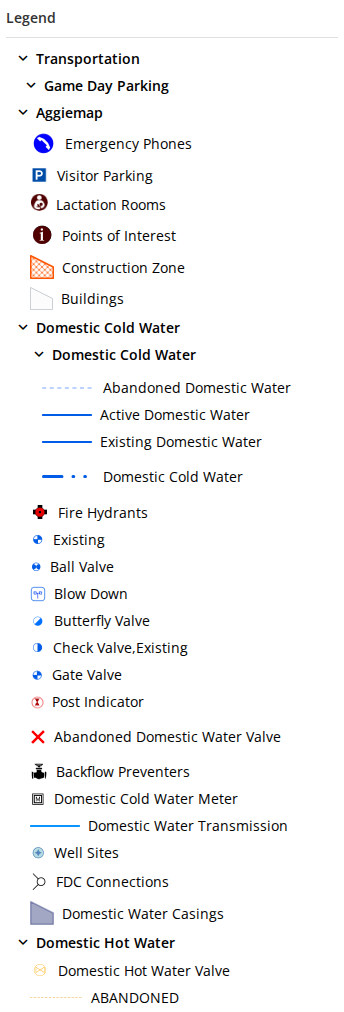 Legend
Transportation
Game Day Parking
Aggiemap
Emergency Phones
P Visitor Parking
Lactation Rooms
i Points of Interest
Construction Zone
Buildings
Domestic Cold Water
Domestic Cold Water
Abandoned Domestic Water
Active Domestic Water
Existing Domestic Water
Domestic Cold Water
Fire Hydrants
Existing
Ball Valve
Blow Down
Butterfly Valve
Check Valve,Existing
Gate Valve
Post Indicator
Abandoned Domestic Water Valve
Backflow Preventers
Domestic Cold Water Meter
Domestic Water Transmission
Well Sites
FDC Connections
Domestic Water Casings
Domestic Hot Water
Domestic Hot Water Valve
ABANDONED